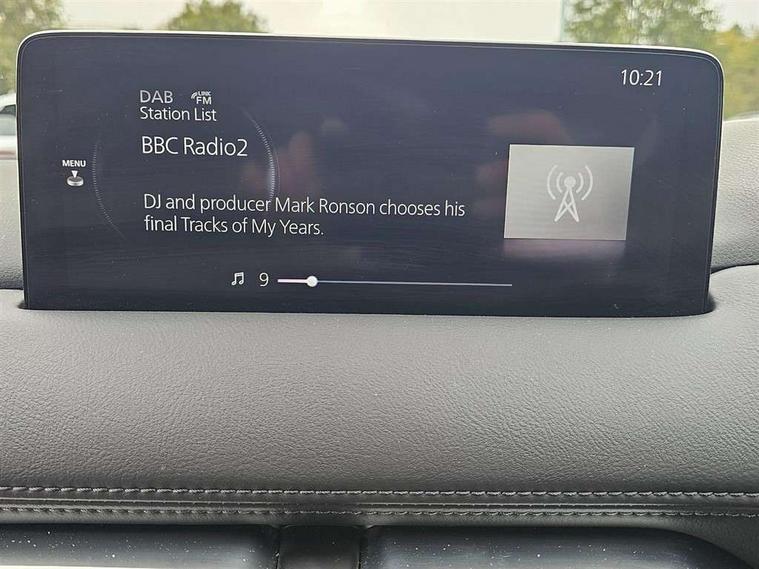 10:21
DAB LINK FM
Station List
BBC Radio2
MENU
DJ and producer Mark Ronson chooses his
final Tracks of My Years.
9